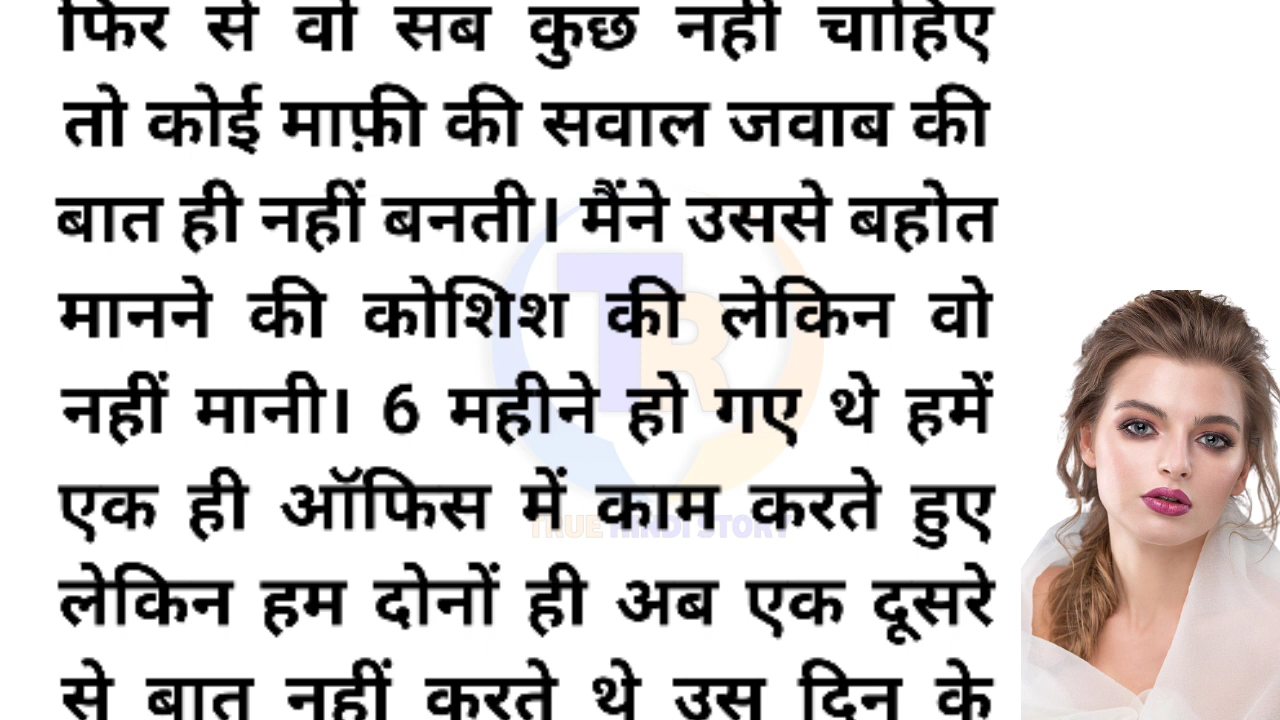 फिर से वो सब कुछ नहीं चाहिए
तो कोई माफ़ी की सवाल जवाब की
बात ही नहीं बनती। मैंने उससे बहोत
मानने की कोशिश की लेकिन वो
नहीं मानी। 6 महीने हो गए थे हमें
एक ही ऑफिस में काम करते हुए
लेकिन हम दोनों ही अब एक दूसरे
से बात नहीं करते थे उस दिन के
TR
TRUE HINDI STORY